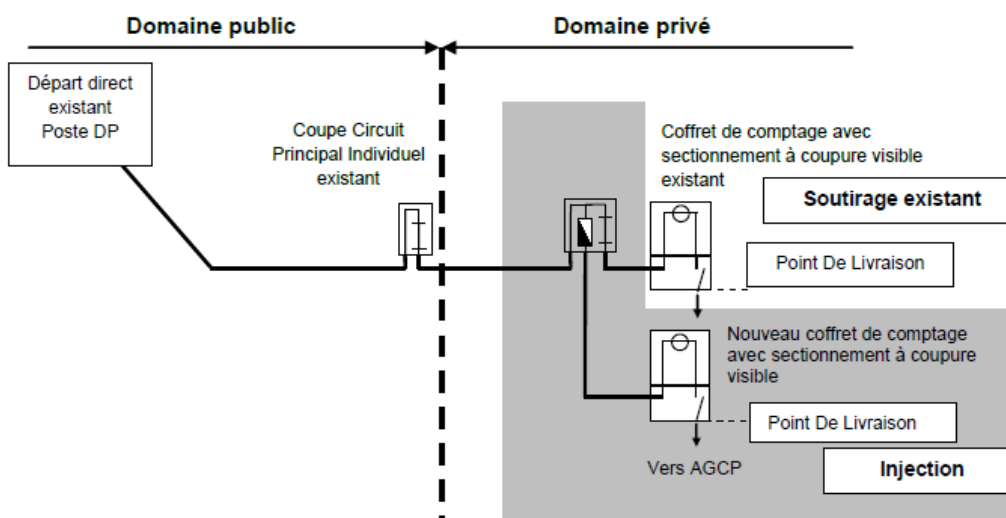 Domaine public
Domaine privé
Départ direct
existant
Poste DP
Coupe Circuit
Principal Individuel
existant
Coffret de comptage avec
sectionnement à coupure visible
existant
Soutirage existant
Point De Livraison
Nouveau coffret de comptage
avec sectionnement à coupure
visible
Point De Livraison
Vers AGCP
Injection